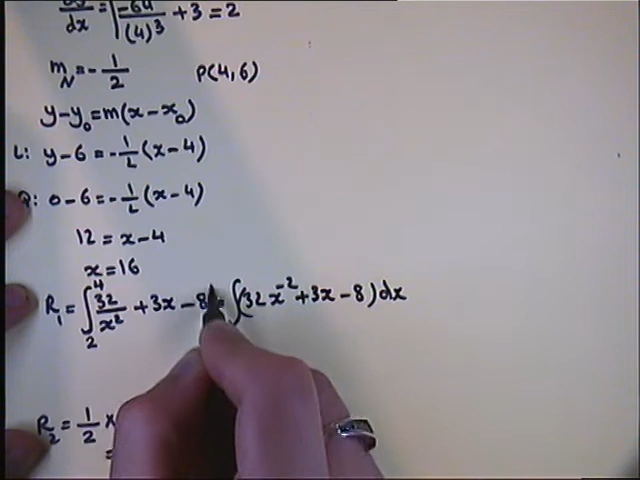 dy/dx = -64/(4)³ + 3 = 2
m_N = -1/2 P(4,6)
y-y₀=m(x-x₀)
L: y-6=-1/2(x-4)
Q: 0-6=-1/2(x-4)
12=x-4
x=16
R₁=∫₂⁴ 32/x² +3x-8 = ∫(32x⁻²+3x-8)dx
R₂=1/2 x
=